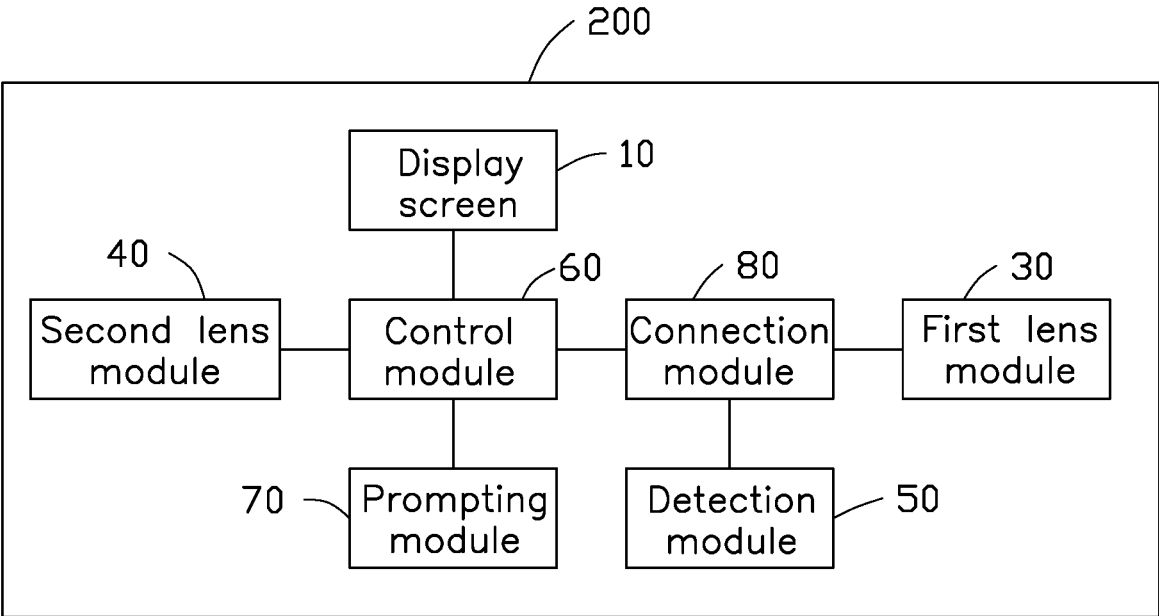 200
Display
screen
10
40
60
80
30
Second lens
module
Control
module
Connection
module
First lens
module
70
Prompting
module
Detection
module
50